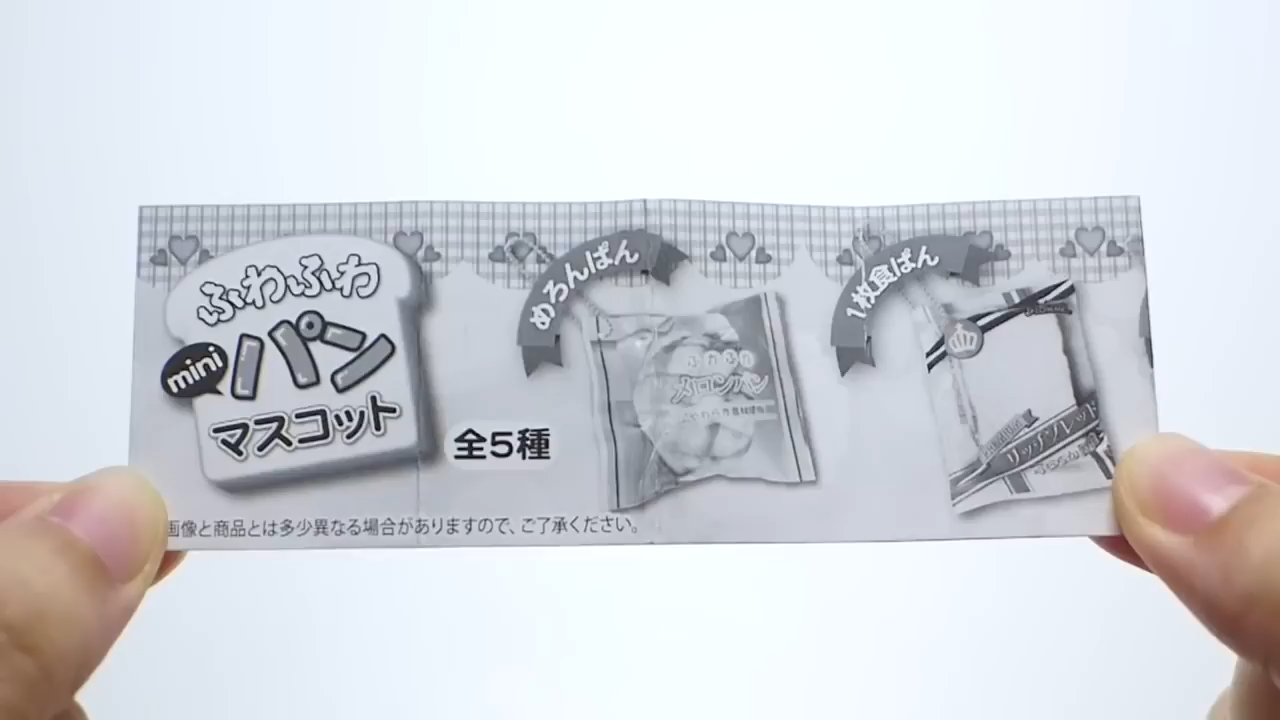 ふわふわ
mini
パン
マスコット
全5種
画像と商品とは多少異なる場合がありますので、ご了承ください。
めろんぱん
ふわふわ
メロンパン
1枚食ぱん
リッチブレッド